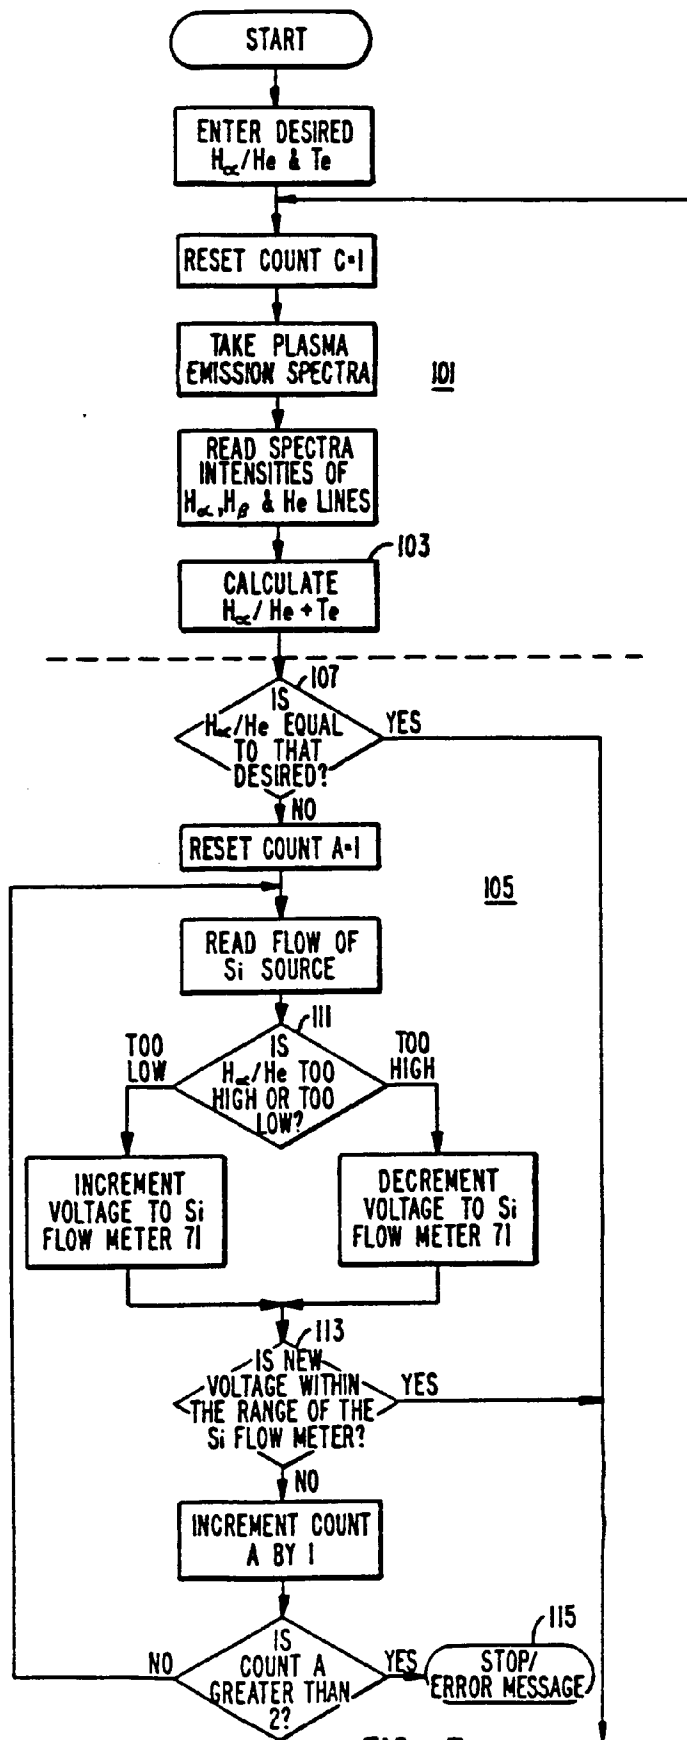 START
ENTER DESIRED
Hα/He & Te
RESET COUNT C=1
TAKE PLASMA
EMISSION SPECTRA
101
READ SPECTRA
INTENSITIES OF
Hα, Hβ & He LINES
103
CALCULATE
Hα/He + Te
107
IS
Hα/He EQUAL
TO THAT
DESIRED?
YES
NO
RESET COUNT A=1
105
READ FLOW OF
Si SOURCE
111
IS
Hα/He TOO
HIGH OR TOO
LOW?
TOO
LOW
TOO
HIGH
INCREMENT
VOLTAGE TO Si
FLOW METER 71
DECREMENT
VOLTAGE TO Si
FLOW METER 71
113
IS NEW
VOLTAGE WITHIN
THE RANGE OF THE
Si FLOW METER?
YES
NO
INCREMENT COUNT
A BY 1
IS
COUNT A
GREATER THAN
2?
NO
YES
115
STOP/
ERROR MESSAGE